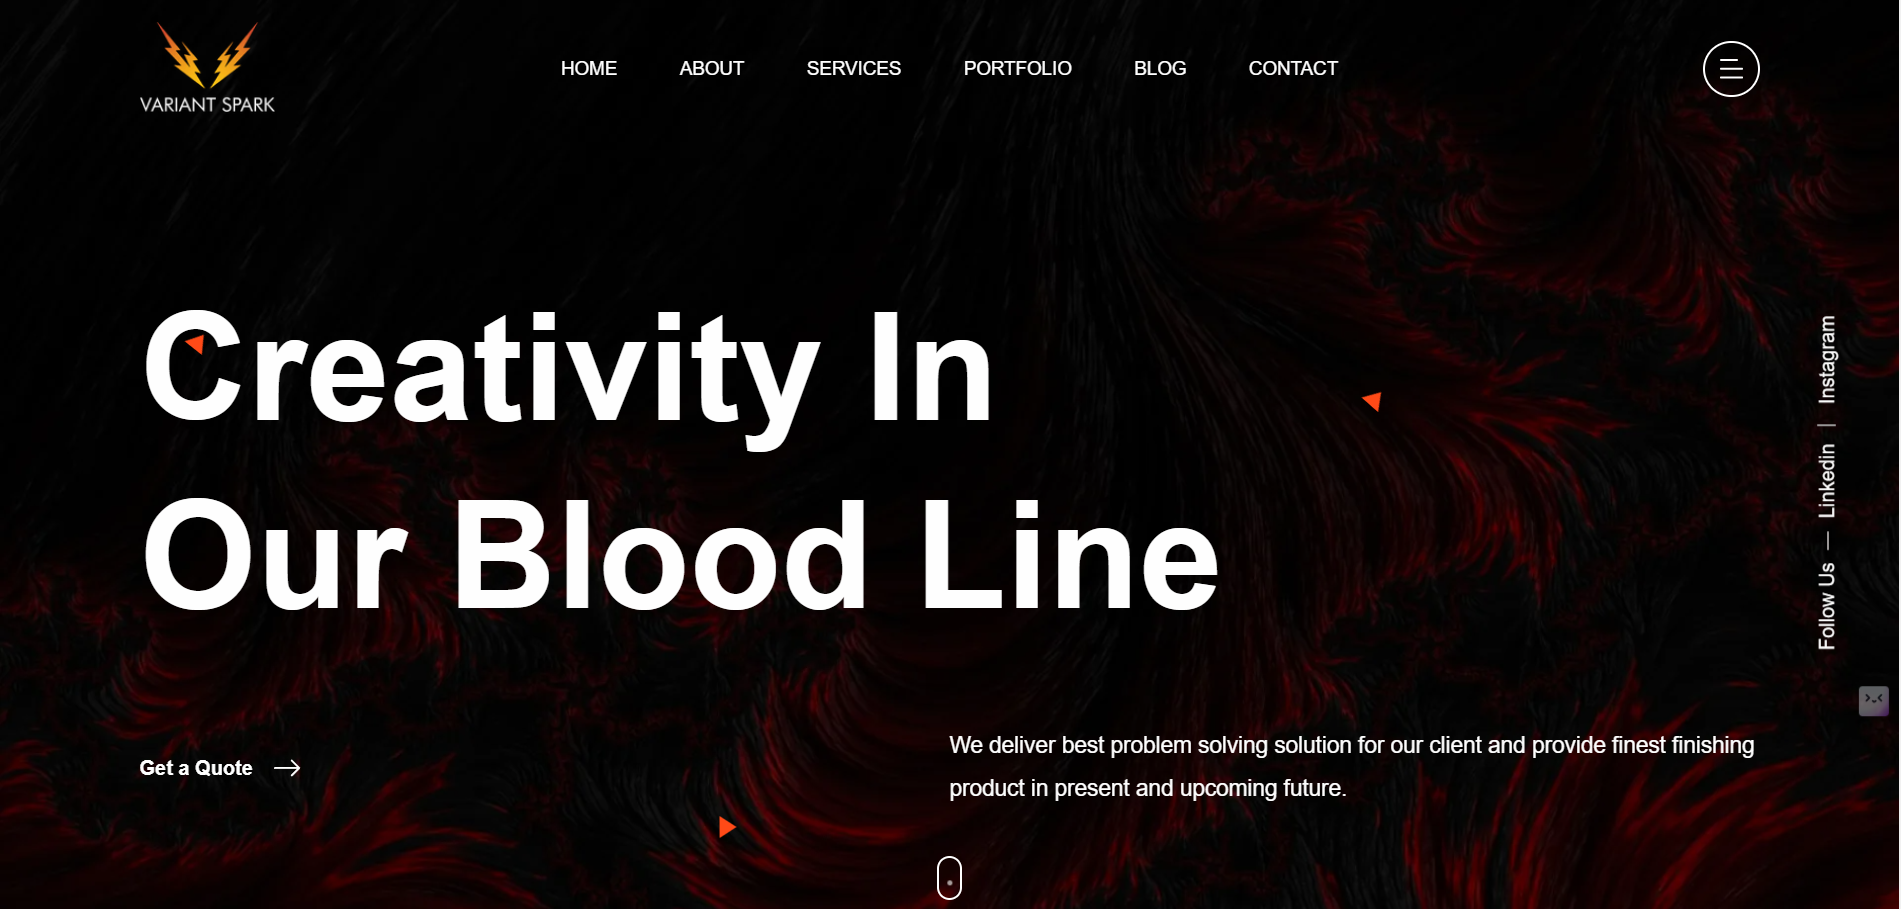 VARIANT SPARK
HOME
ABOUT
SERVICES
PORTFOLIO
BLOG
CONTACT
Creativity In
Our Blood Line
Follow Us — Linkedin | Instagram
Get a Quote
We deliver best problem solving solution for our client and provide finest finishing
product in present and upcoming future.